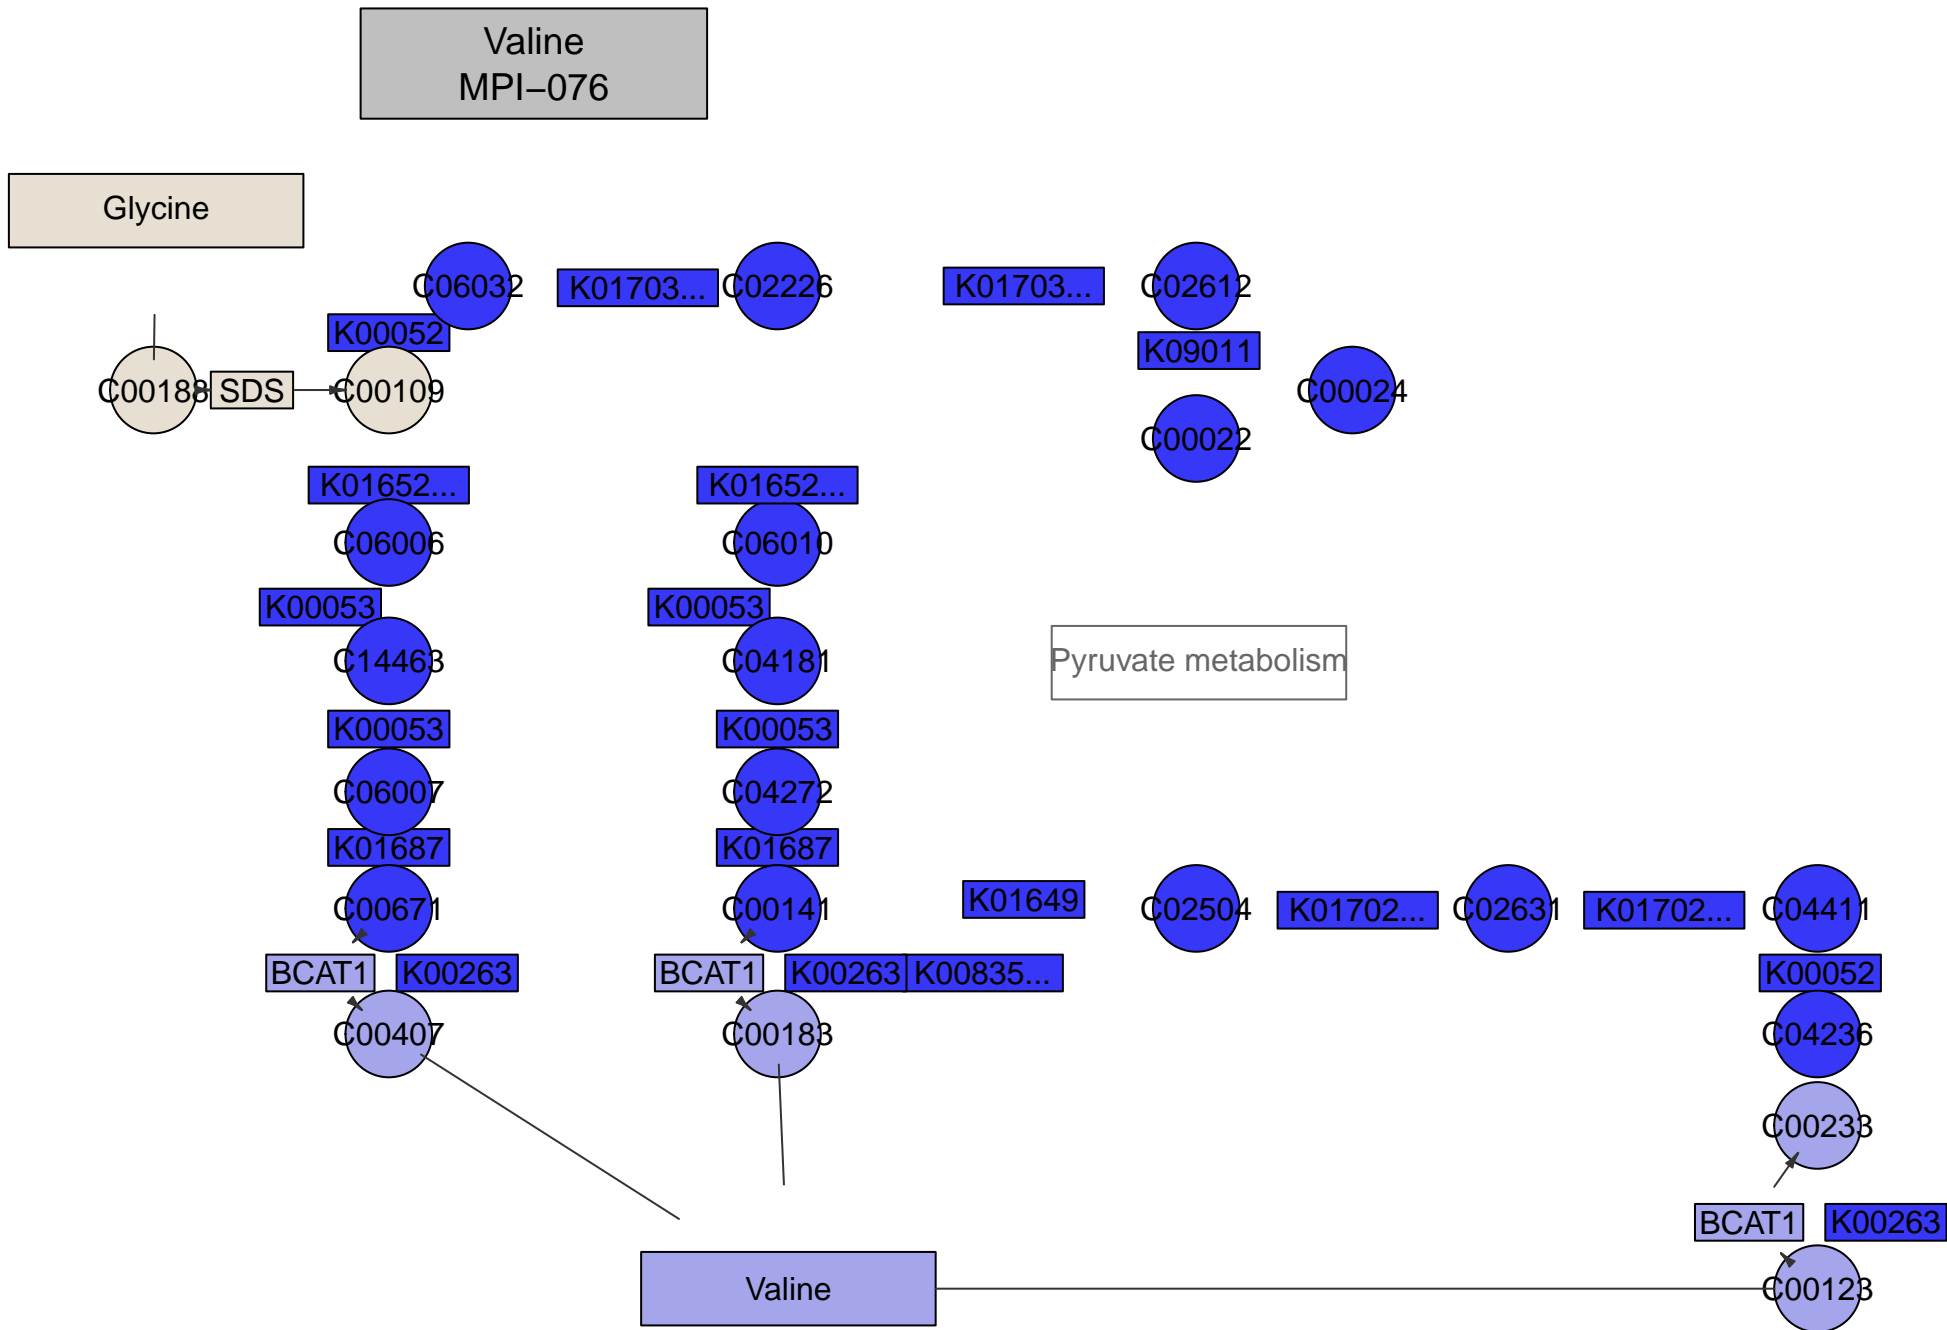 Valine
MPI−076
Glycine
C06032
K01703...
C02226
K01703...
C02612
K00052
K09011
C00188
SDS
C00109
C00024
C00022
K01652...
K01652...
C06006
C06010
K00053
K00053
C14463
C04181
Pyruvate metabolism
K00053
K00053
C06007
C04272
K01687
K01687
C00671
C00141
K01649
C02504
K01702...
C02631
K01702...
C04411
BCAT1
K00263
BCAT1
K00263
K00835...
K00052
C00407
C00183
C04236
C00233
BCAT1
K00263
Valine
C00123